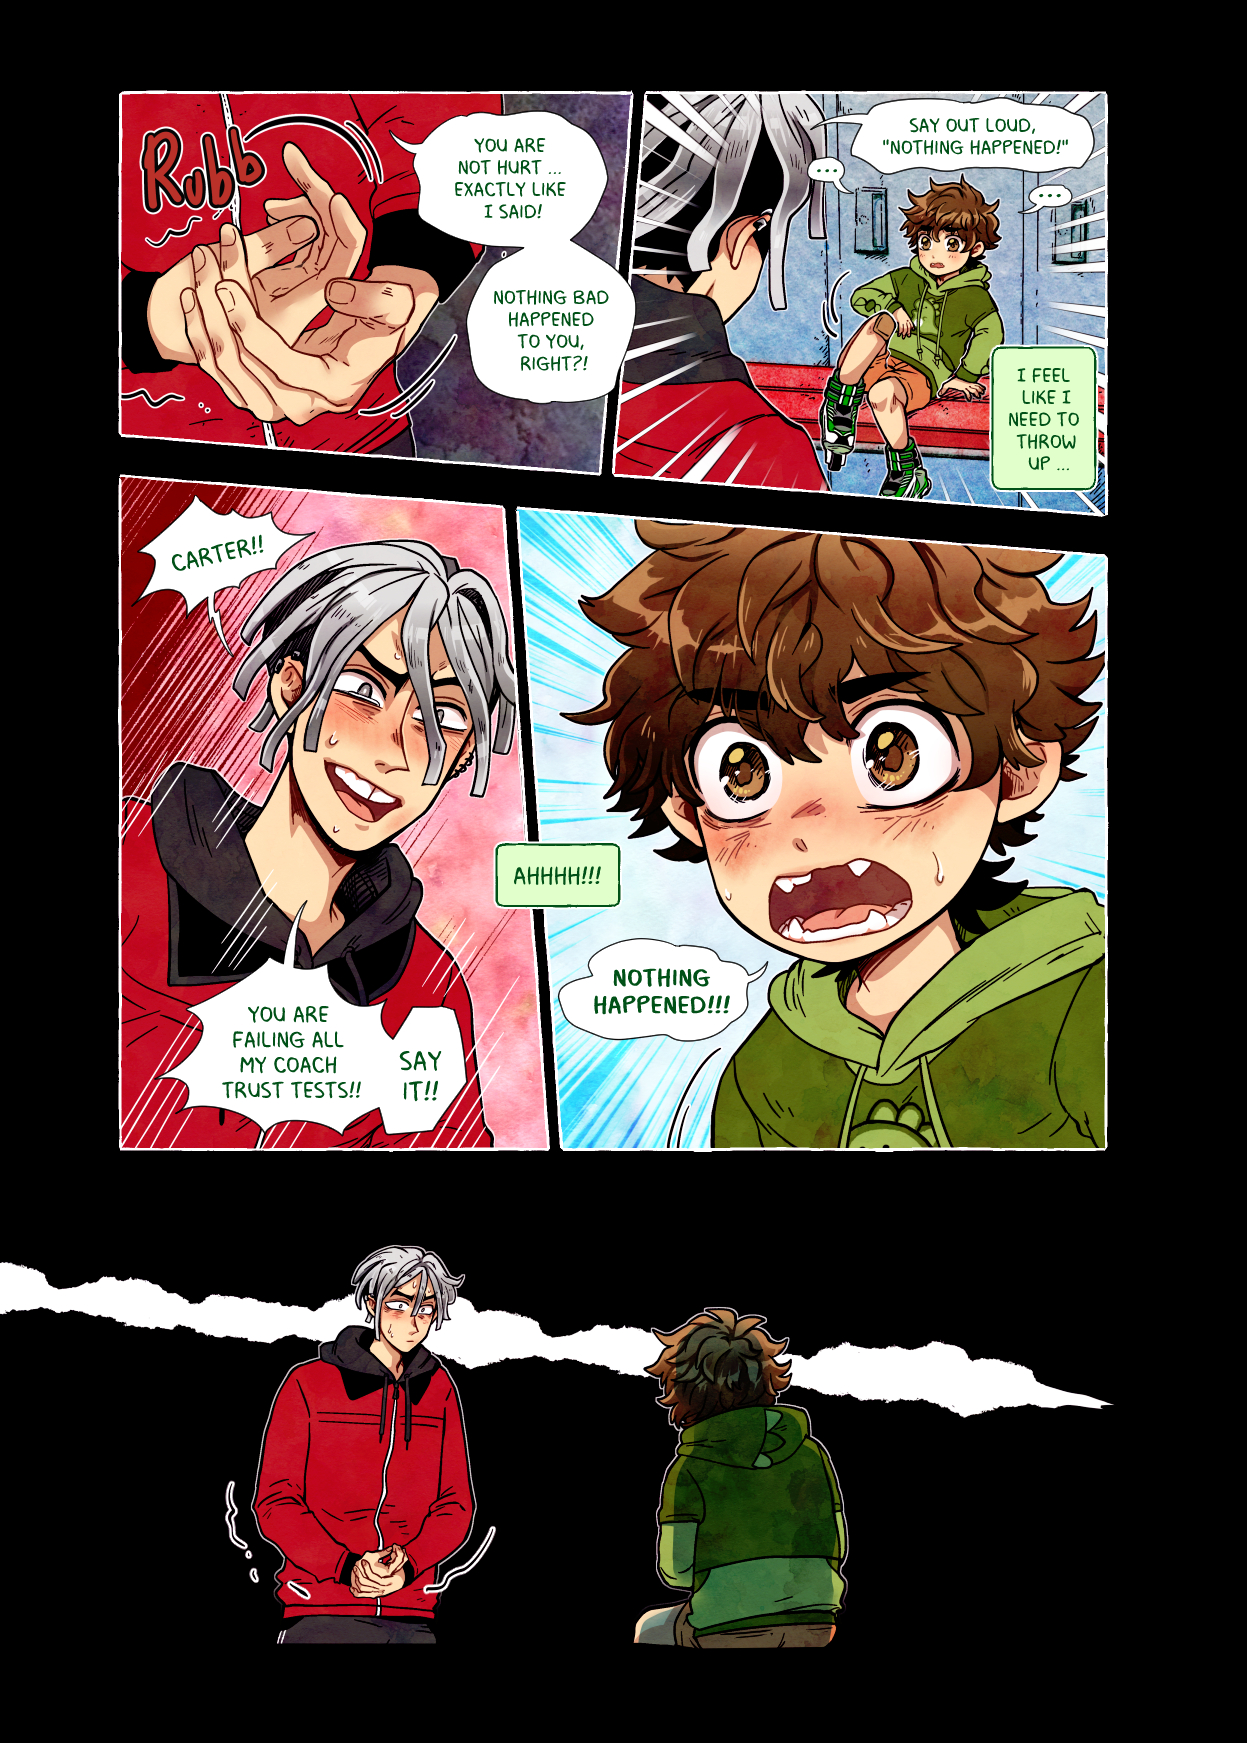 Rubb
YOU ARE
NOT HURT ...
EXACTLY LIKE
I SAID!
NOTHING BAD
HAPPENED
TO YOU,
RIGHT?!
SAY OUT LOUD,
"NOTHING HAPPENED!"
...
...
I FEEL
LIKE I
NEED TO
THROW
UP ...
CARTER!!
YOU ARE
FAILING ALL
MY COACH
TRUST TESTS!!
SAY
IT!!
AHHHH!!!
NOTHING
HAPPENED!!!